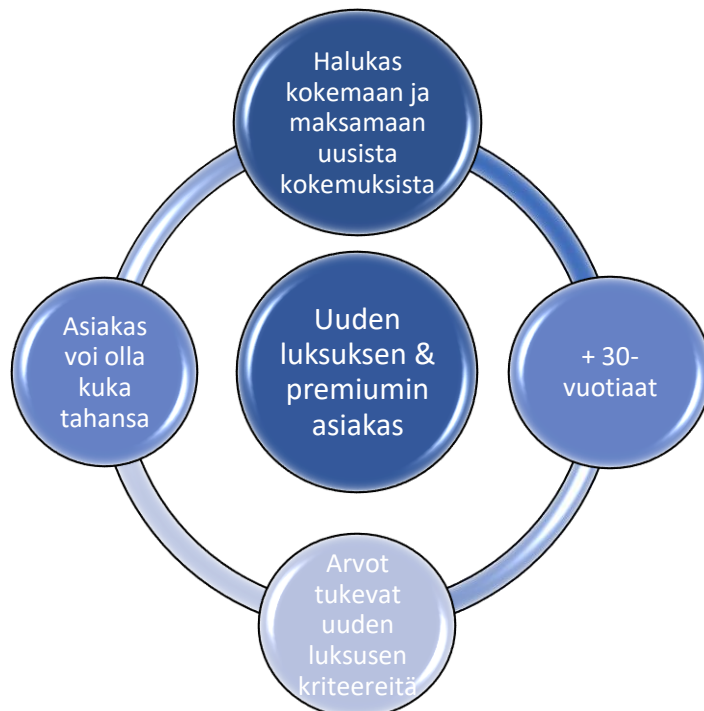 Halukas
kokemaan ja
maksamaan
uusista
kokemuksista
Asiakas
voi olla
kuka
tahansa
Uuden
luksuksen &
premiumin
asiakas
+ 30-
vuotiaat
Arvot
tukevat
uuden
luksusen
kriteereitä